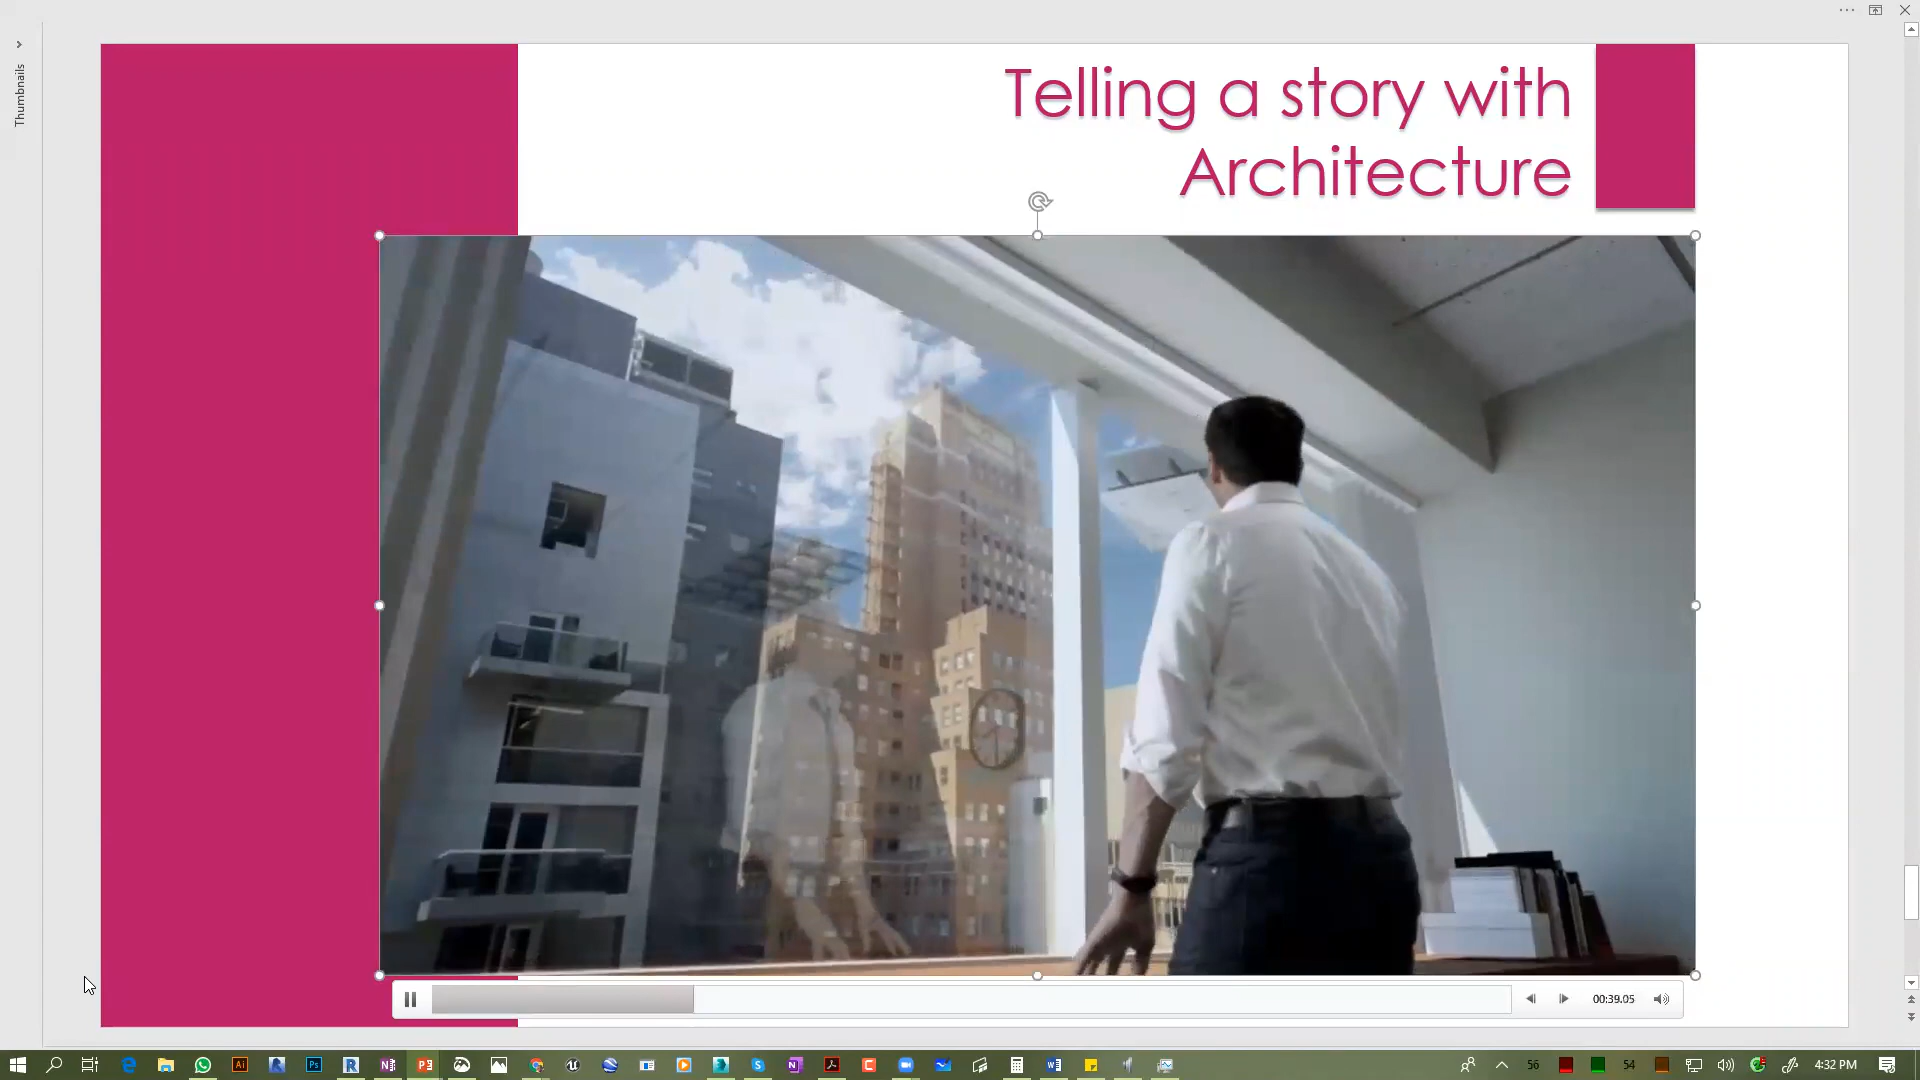 Thumbnails
Telling a story with
Architecture
00:39.05
56
54
4:32 PM